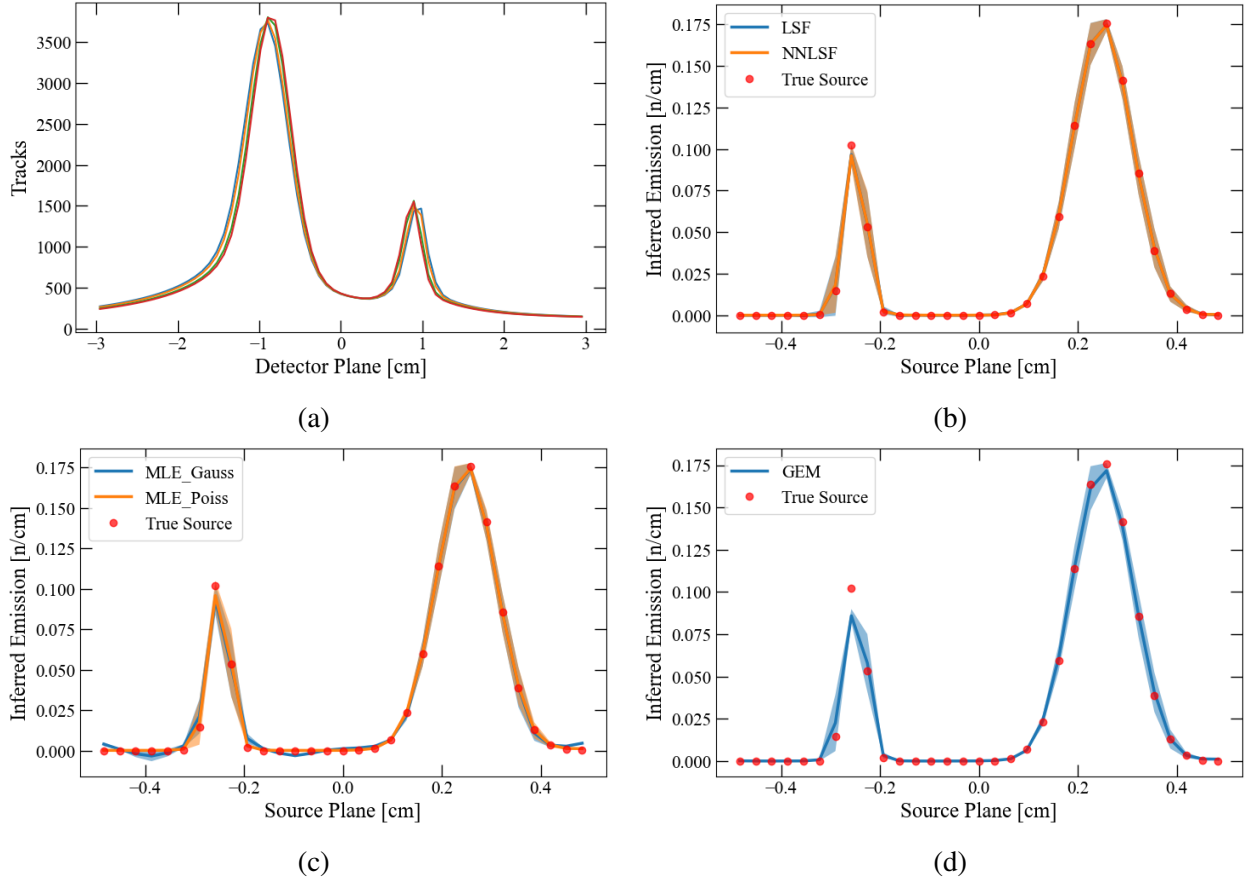 3500
3000
2500
2000
1500
1000
500
0
Tracks
−3
−2
−1
0
1
2
3
Detector Plane [cm]
(a)
0.175
0.150
0.125
0.100
0.075
0.050
0.025
0.000
Inferred Emission [n/cm]
LSF
NNLSF
True Source
−0.4
−0.2
0.0
0.2
0.4
Source Plane [cm]
(b)
0.175
0.150
0.125
0.100
0.075
0.050
0.025
0.000
Inferred Emission [n/cm]
MLE_Gauss
MLE_Poiss
True Source
−0.4
−0.2
0.0
0.2
0.4
Source Plane [cm]
(c)
0.175
0.150
0.125
0.100
0.075
0.050
0.025
0.000
Inferred Emission [n/cm]
GEM
True Source
−0.4
−0.2
0.0
0.2
0.4
Source Plane [cm]
(d)